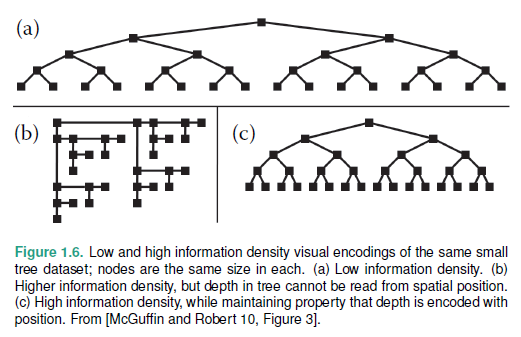 (a)
(b)
(c)
Figure 1.6. Low and high information density visual encodings of the same small
tree dataset; nodes are the same size in each. (a) Low information density. (b)
Higher information density, but depth in tree cannot be read from spatial position.
(c) High information density, while maintaining property that depth is encoded with
position. From [McGuffin and Robert 10, Figure 3].